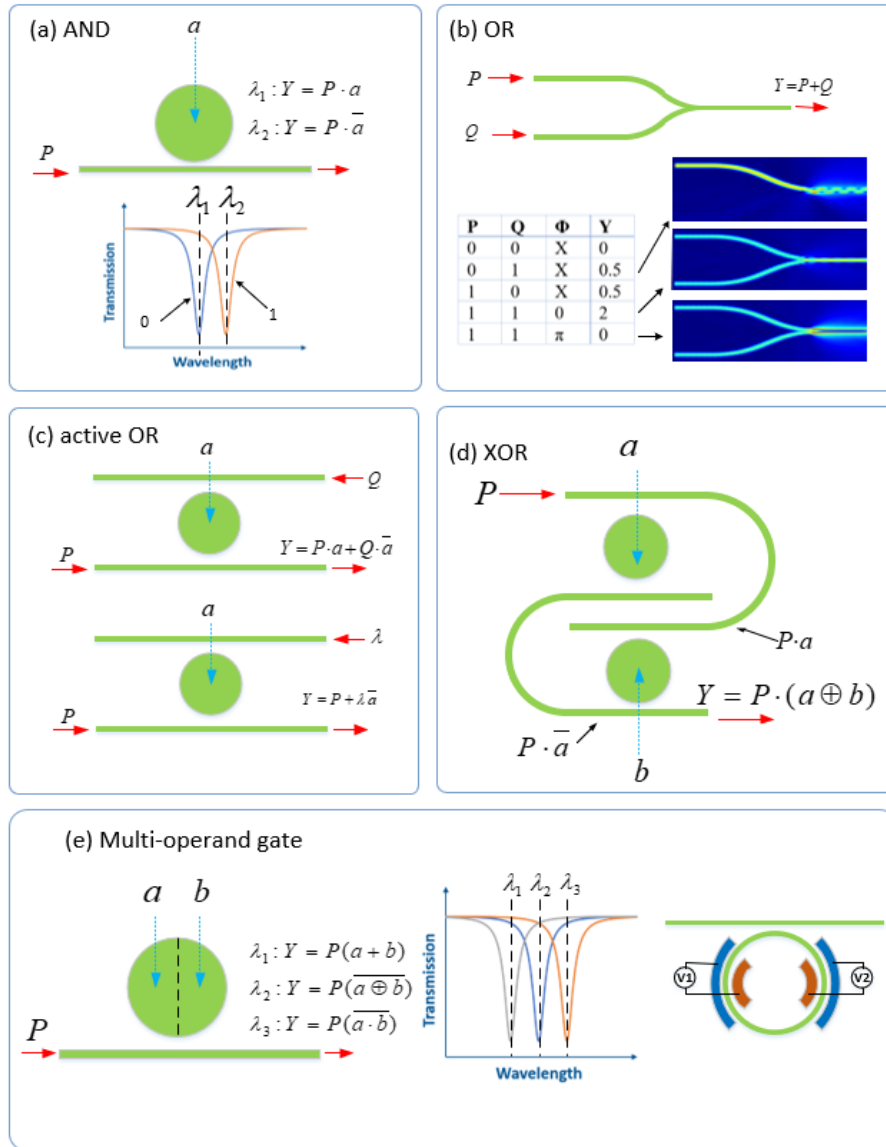 (a) AND
a
λ₁ : Y = P · a
λ₂ : Y = P · a̅
P
λ₁ λ₂
Transmission
0
1
Wavelength
(b) OR
P
Y = P+Q
Q
P Q Φ Y
0 0 X 0
0 1 X 0.5
1 0 X 0.5
1 1 0 2
1 1 π 0
(c) active OR
a
Q
P
Y = P · a + Q · a̅
a
λ
P
Y = P + λa̅
(d) XOR
a
P
P · a
Y = P · (a ⊕ b)
P · a̅
b
(e) Multi-operand gate
a b
λ₁ : Y = P(a + b)
λ₂ : Y = P(a̅ ̅⊕̅ ̅b̅)
λ₃ : Y = P(a̅ ̅·̅ ̅b̅)
P
λ₁ λ₂ λ₃
Transmission
Wavelength
V1
V2